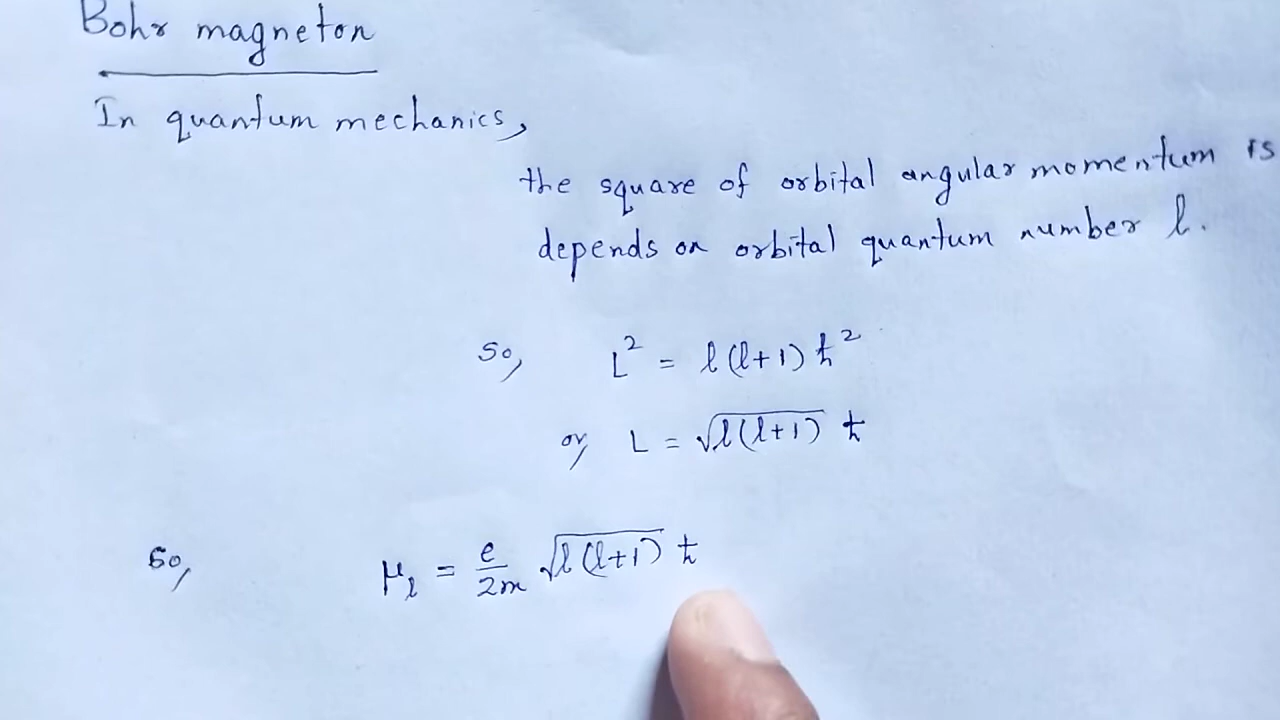 Bohr magneton
In quantum mechanics,
the square of orbital angular momentum is
depends on orbital quantum number l.
So, L² = l(l+1) ħ²
or, L = √l(l+1) ħ
So, μₗ = e/2m √l(l+1) ħ